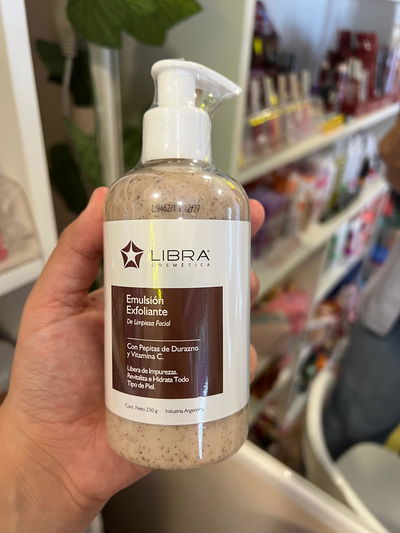 LIBRA®
COSMÉTICA
Emulsión
Exfoliante
De Limpieza Facial
Con Pepitas de Durazno
y Vitamina C.
Libera de Impurezas.
Revitaliza e Hidrata Todo
Tipo de Piel.
Cont. Neto 250 g Industria Argentina